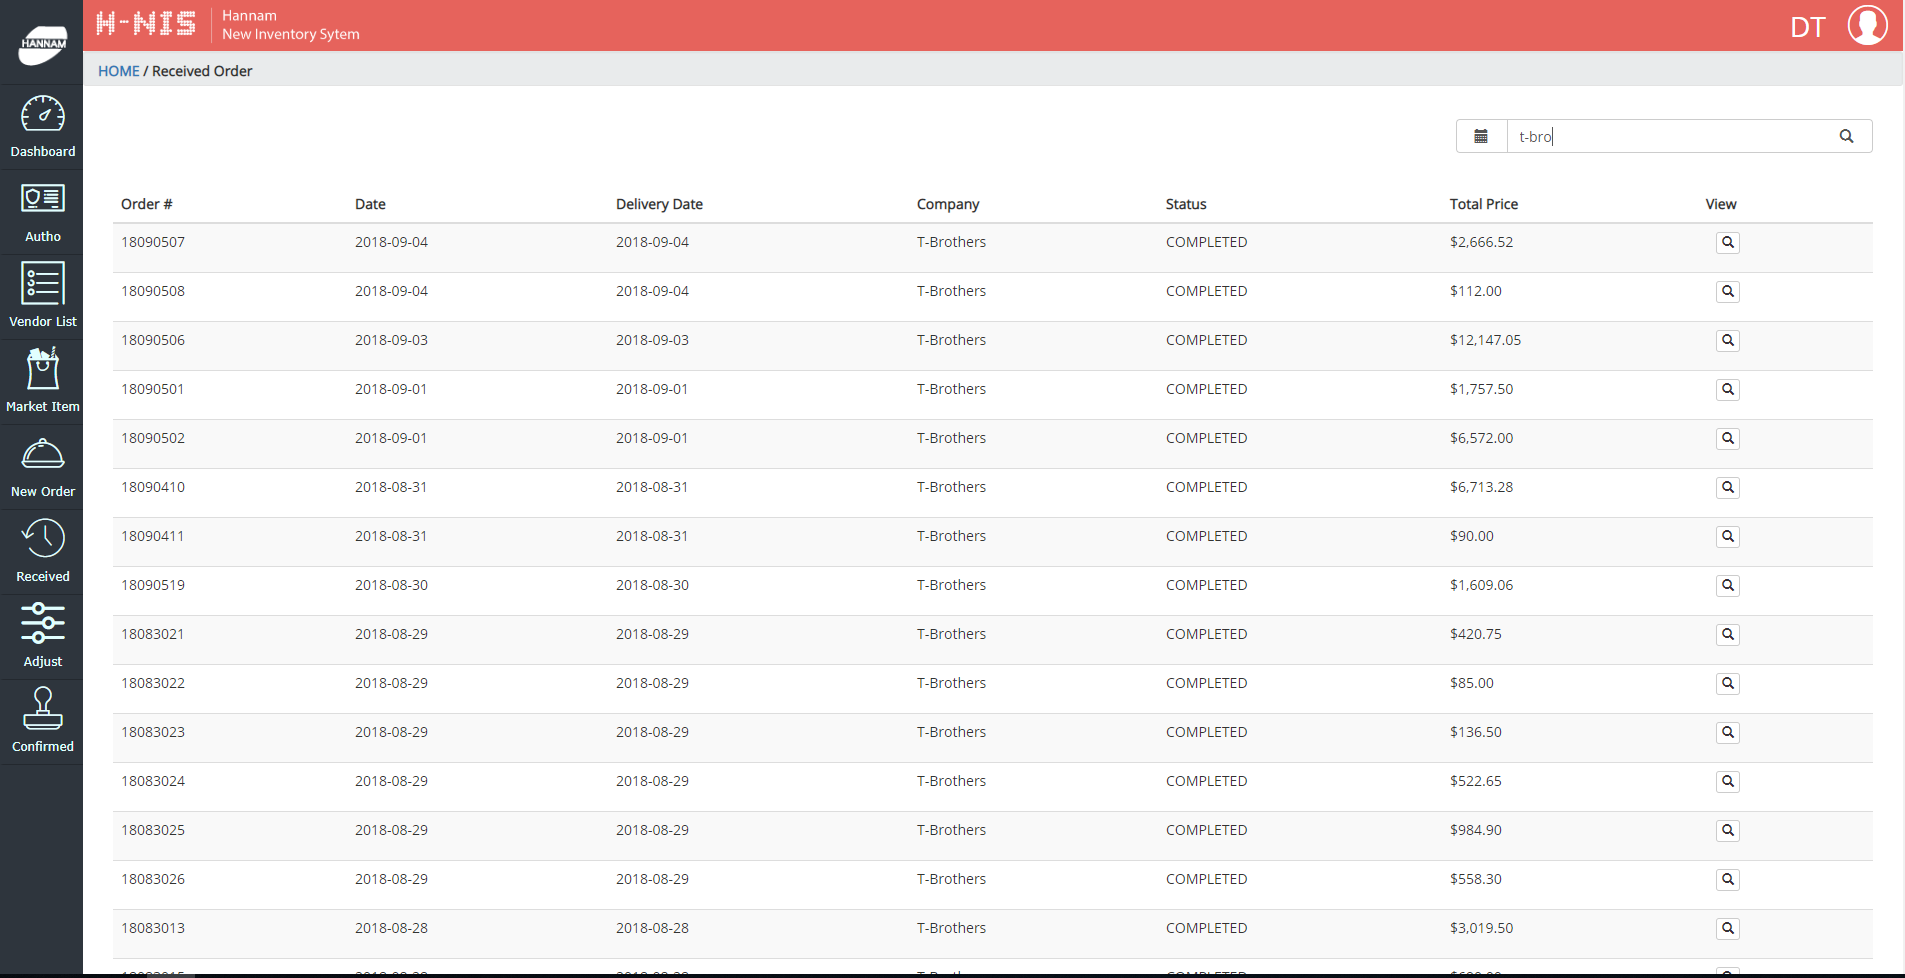 H-NIS
Hannam
New Inventory Sytem
DT
HANNAM
HOME / Received Order
t-bro
Dashboard
Autho
Vendor List
Market Item
New Order
Received
Adjust
Confirmed
Order # Date Delivery Date Company Status Total Price View
18090507 2018-09-04 2018-09-04 T-Brothers COMPLETED $2,666.52
18090508 2018-09-04 2018-09-04 T-Brothers COMPLETED $112.00
18090506 2018-09-03 2018-09-03 T-Brothers COMPLETED $12,147.05
18090501 2018-09-01 2018-09-01 T-Brothers COMPLETED $1,757.50
18090502 2018-09-01 2018-09-01 T-Brothers COMPLETED $6,572.00
18090410 2018-08-31 2018-08-31 T-Brothers COMPLETED $6,713.28
18090411 2018-08-31 2018-08-31 T-Brothers COMPLETED $90.00
18090519 2018-08-30 2018-08-30 T-Brothers COMPLETED $1,609.06
18083021 2018-08-29 2018-08-29 T-Brothers COMPLETED $420.75
18083022 2018-08-29 2018-08-29 T-Brothers COMPLETED $85.00
18083023 2018-08-29 2018-08-29 T-Brothers COMPLETED $136.50
18083024 2018-08-29 2018-08-29 T-Brothers COMPLETED $522.65
18083025 2018-08-29 2018-08-29 T-Brothers COMPLETED $984.90
18083026 2018-08-29 2018-08-29 T-Brothers COMPLETED $558.30
18083013 2018-08-28 2018-08-28 T-Brothers COMPLETED $3,019.50